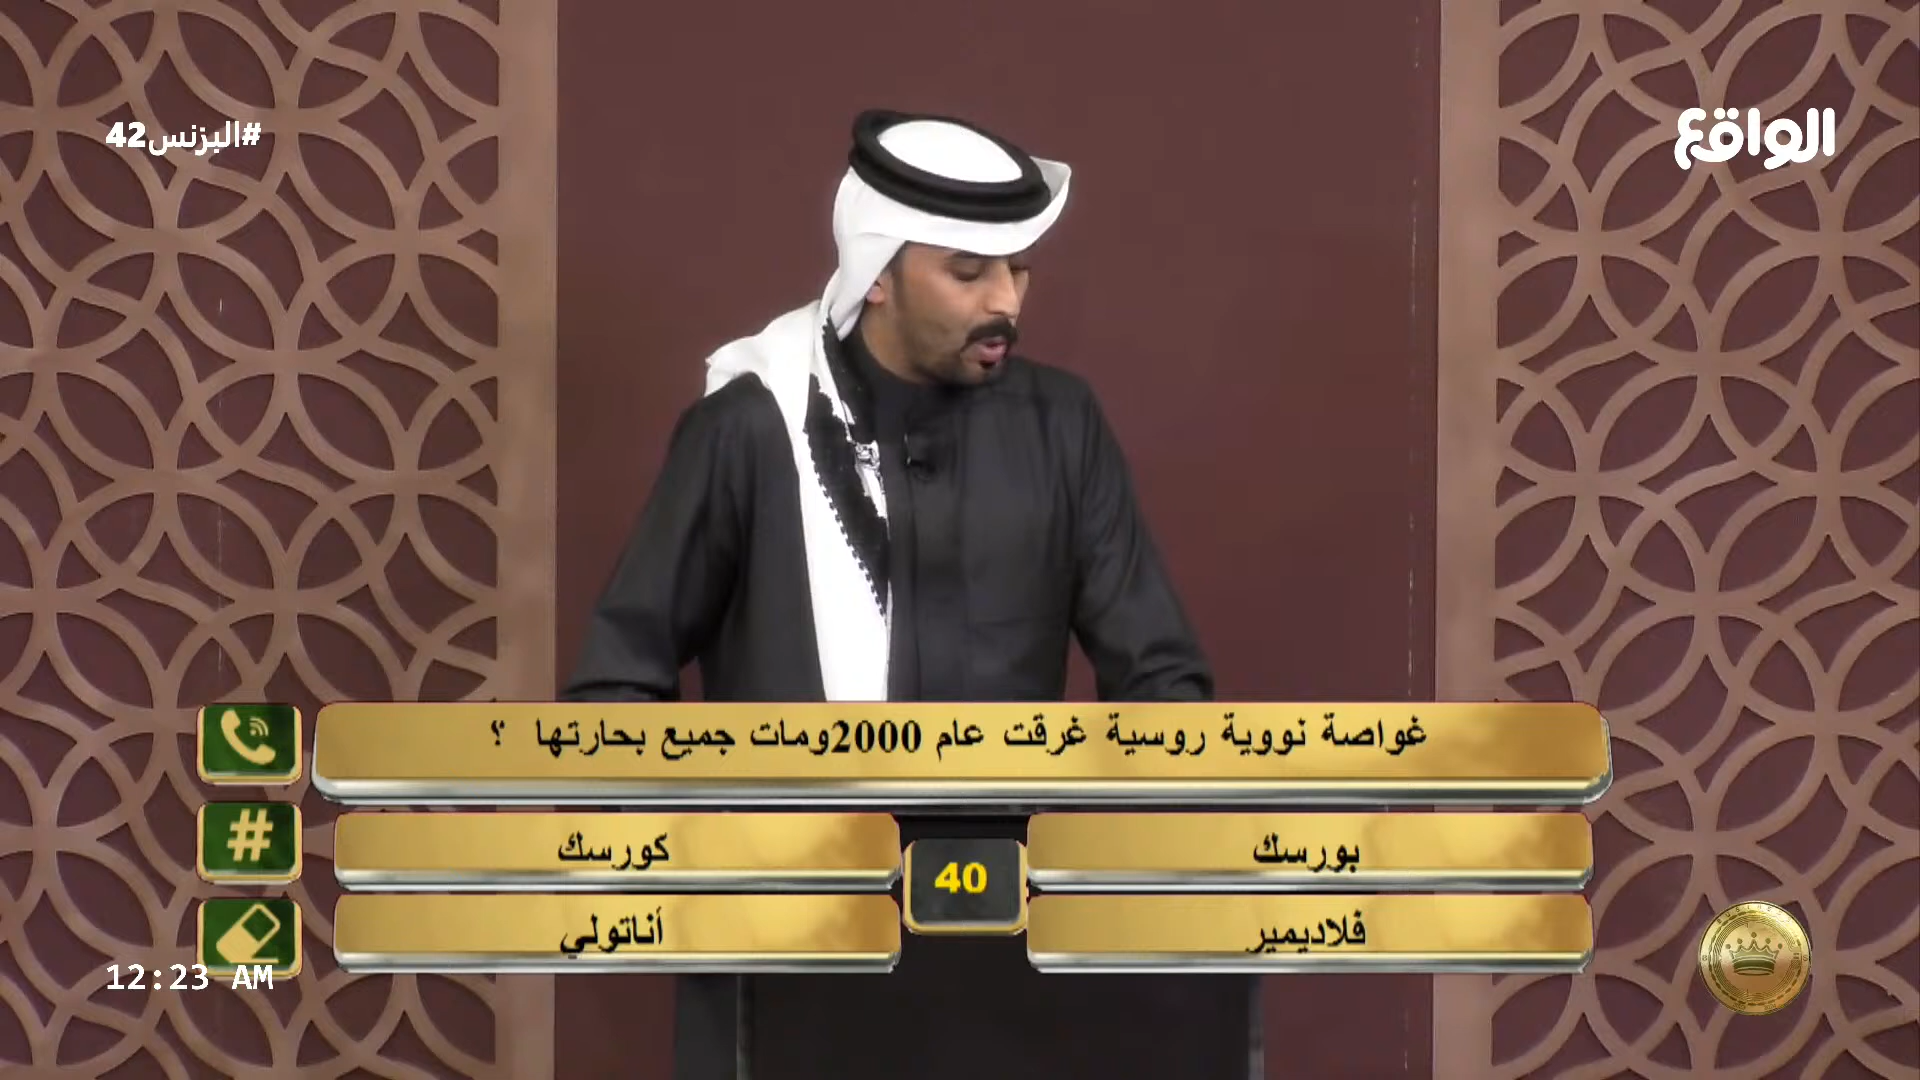 #البزنس42
الواقع
غواصة نووية روسية غرقت عام 2000ومات جميع بحارتها ؟
بورسك
كورسك
40
فلاديمير
أناتولي
#
12:23 AM